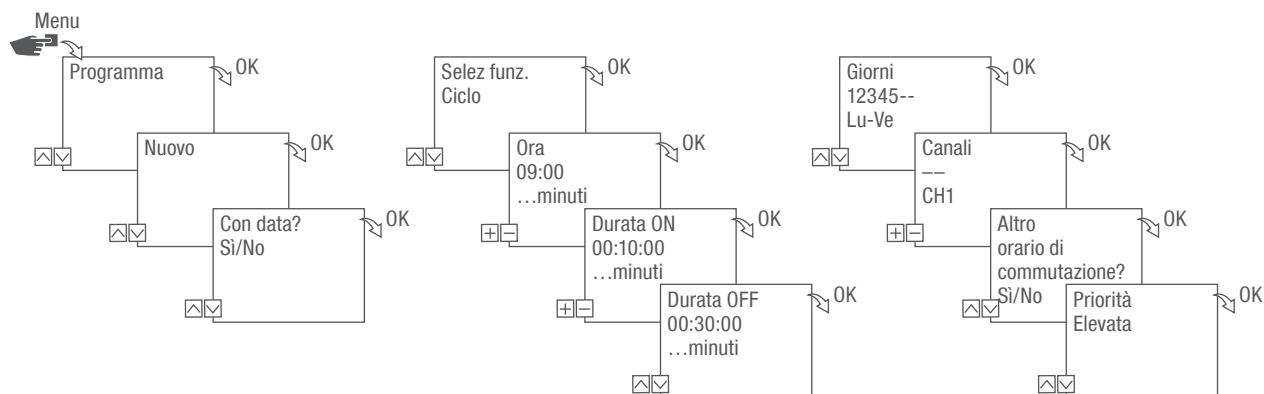 Menu
Programma
OK
Nuovo
OK
Con data?
Sì/No
OK
Selez funz.
Ciclo
OK
Ora
09:00
…minuti
OK
Durata ON
00:10:00
…minuti
OK
Durata OFF
00:30:00
…minuti
OK
Giorni
12345--
Lu-Ve
OK
Canali
––
CH1
OK
Altro
orario di
commutazione?
Sì/No
OK
Priorità
Elevata
OK